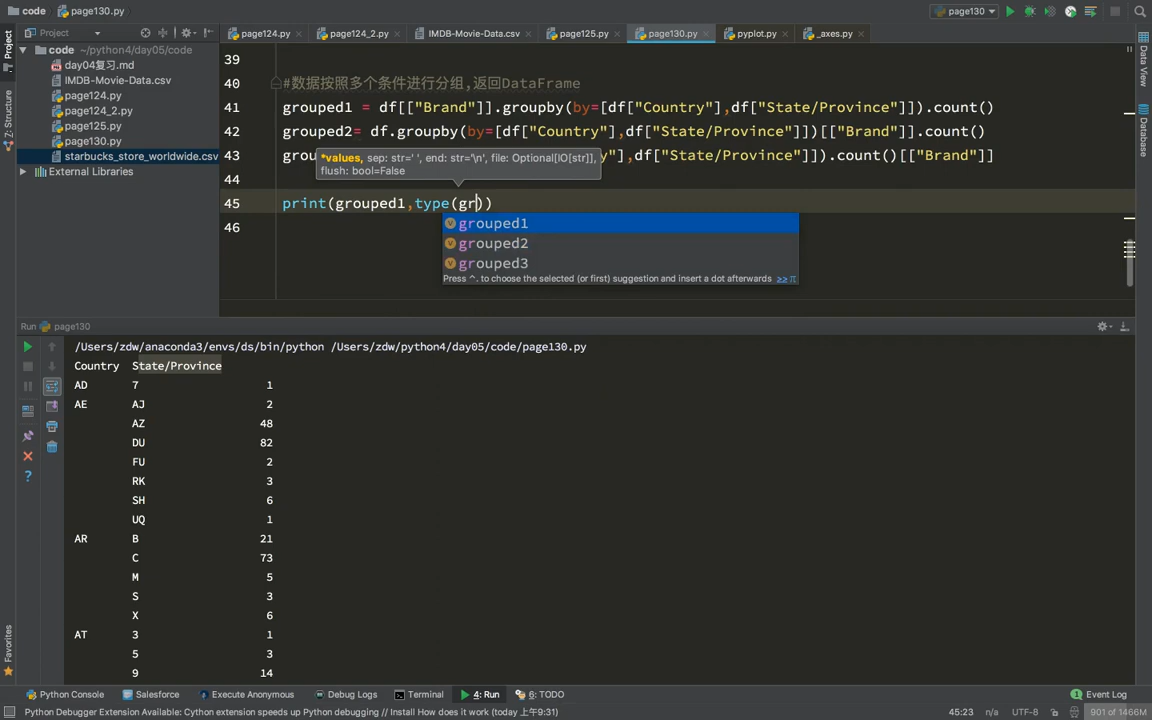 code
page130.py
page130
Project
code ~/python4/day05/code
day04复习.md
IMDB-Movie-Data.csv
page124.py
page124_2.py
page125.py
page130.py
starbucks_store_worldwide.csv
External Libraries
1: Project
7: Structure
2: Favorites
Data View
Database
page124.py
page124_2.py
IMDB-Movie-Data.csv
page125.py
page130.py
pyplot.py
_axes.py
39
40 #数据按照多个条件进行分组,返回DataFrame
41 grouped1 = df[["Brand"]].groupby(by=[df["Country"],df["State/Province"]]).count()
42 grouped2= df.groupby(by=[df["Country"],df["State/Province"]])[["Brand"]].count()
43 grou
y"],df["State/Province"]]).count()[["Brand"]]
*values, sep: str=' ', end: str='\n', file: Optional[IO[str]],
flush: bool=False
44
45 print(grouped1,type(gr))
46
grouped1
grouped2
grouped3
Press ^. to choose the selected (or first) suggestion and insert a dot afterwards >> π
Run page130
/Users/zdw/anaconda3/envs/ds/bin/python /Users/zdw/python4/day05/code/page130.py
Country State/Province
AD 7 1
AE AJ 2
AZ 48
DU 82
FU 2
RK 3
SH 6
UQ 1
AR B 21
C 73
M 5
S 3
X 6
AT 3 1
5 3
9 14
Python Console
Salesforce
Execute Anonymous
Debug Logs
Terminal
4: Run
6: TODO
Event Log
Python Debugger Extension Available: Cython extension speeds up Python debugging // Install How does it work (today 上午9:31)
45:23 n/a UTF-8 901 of 1466M